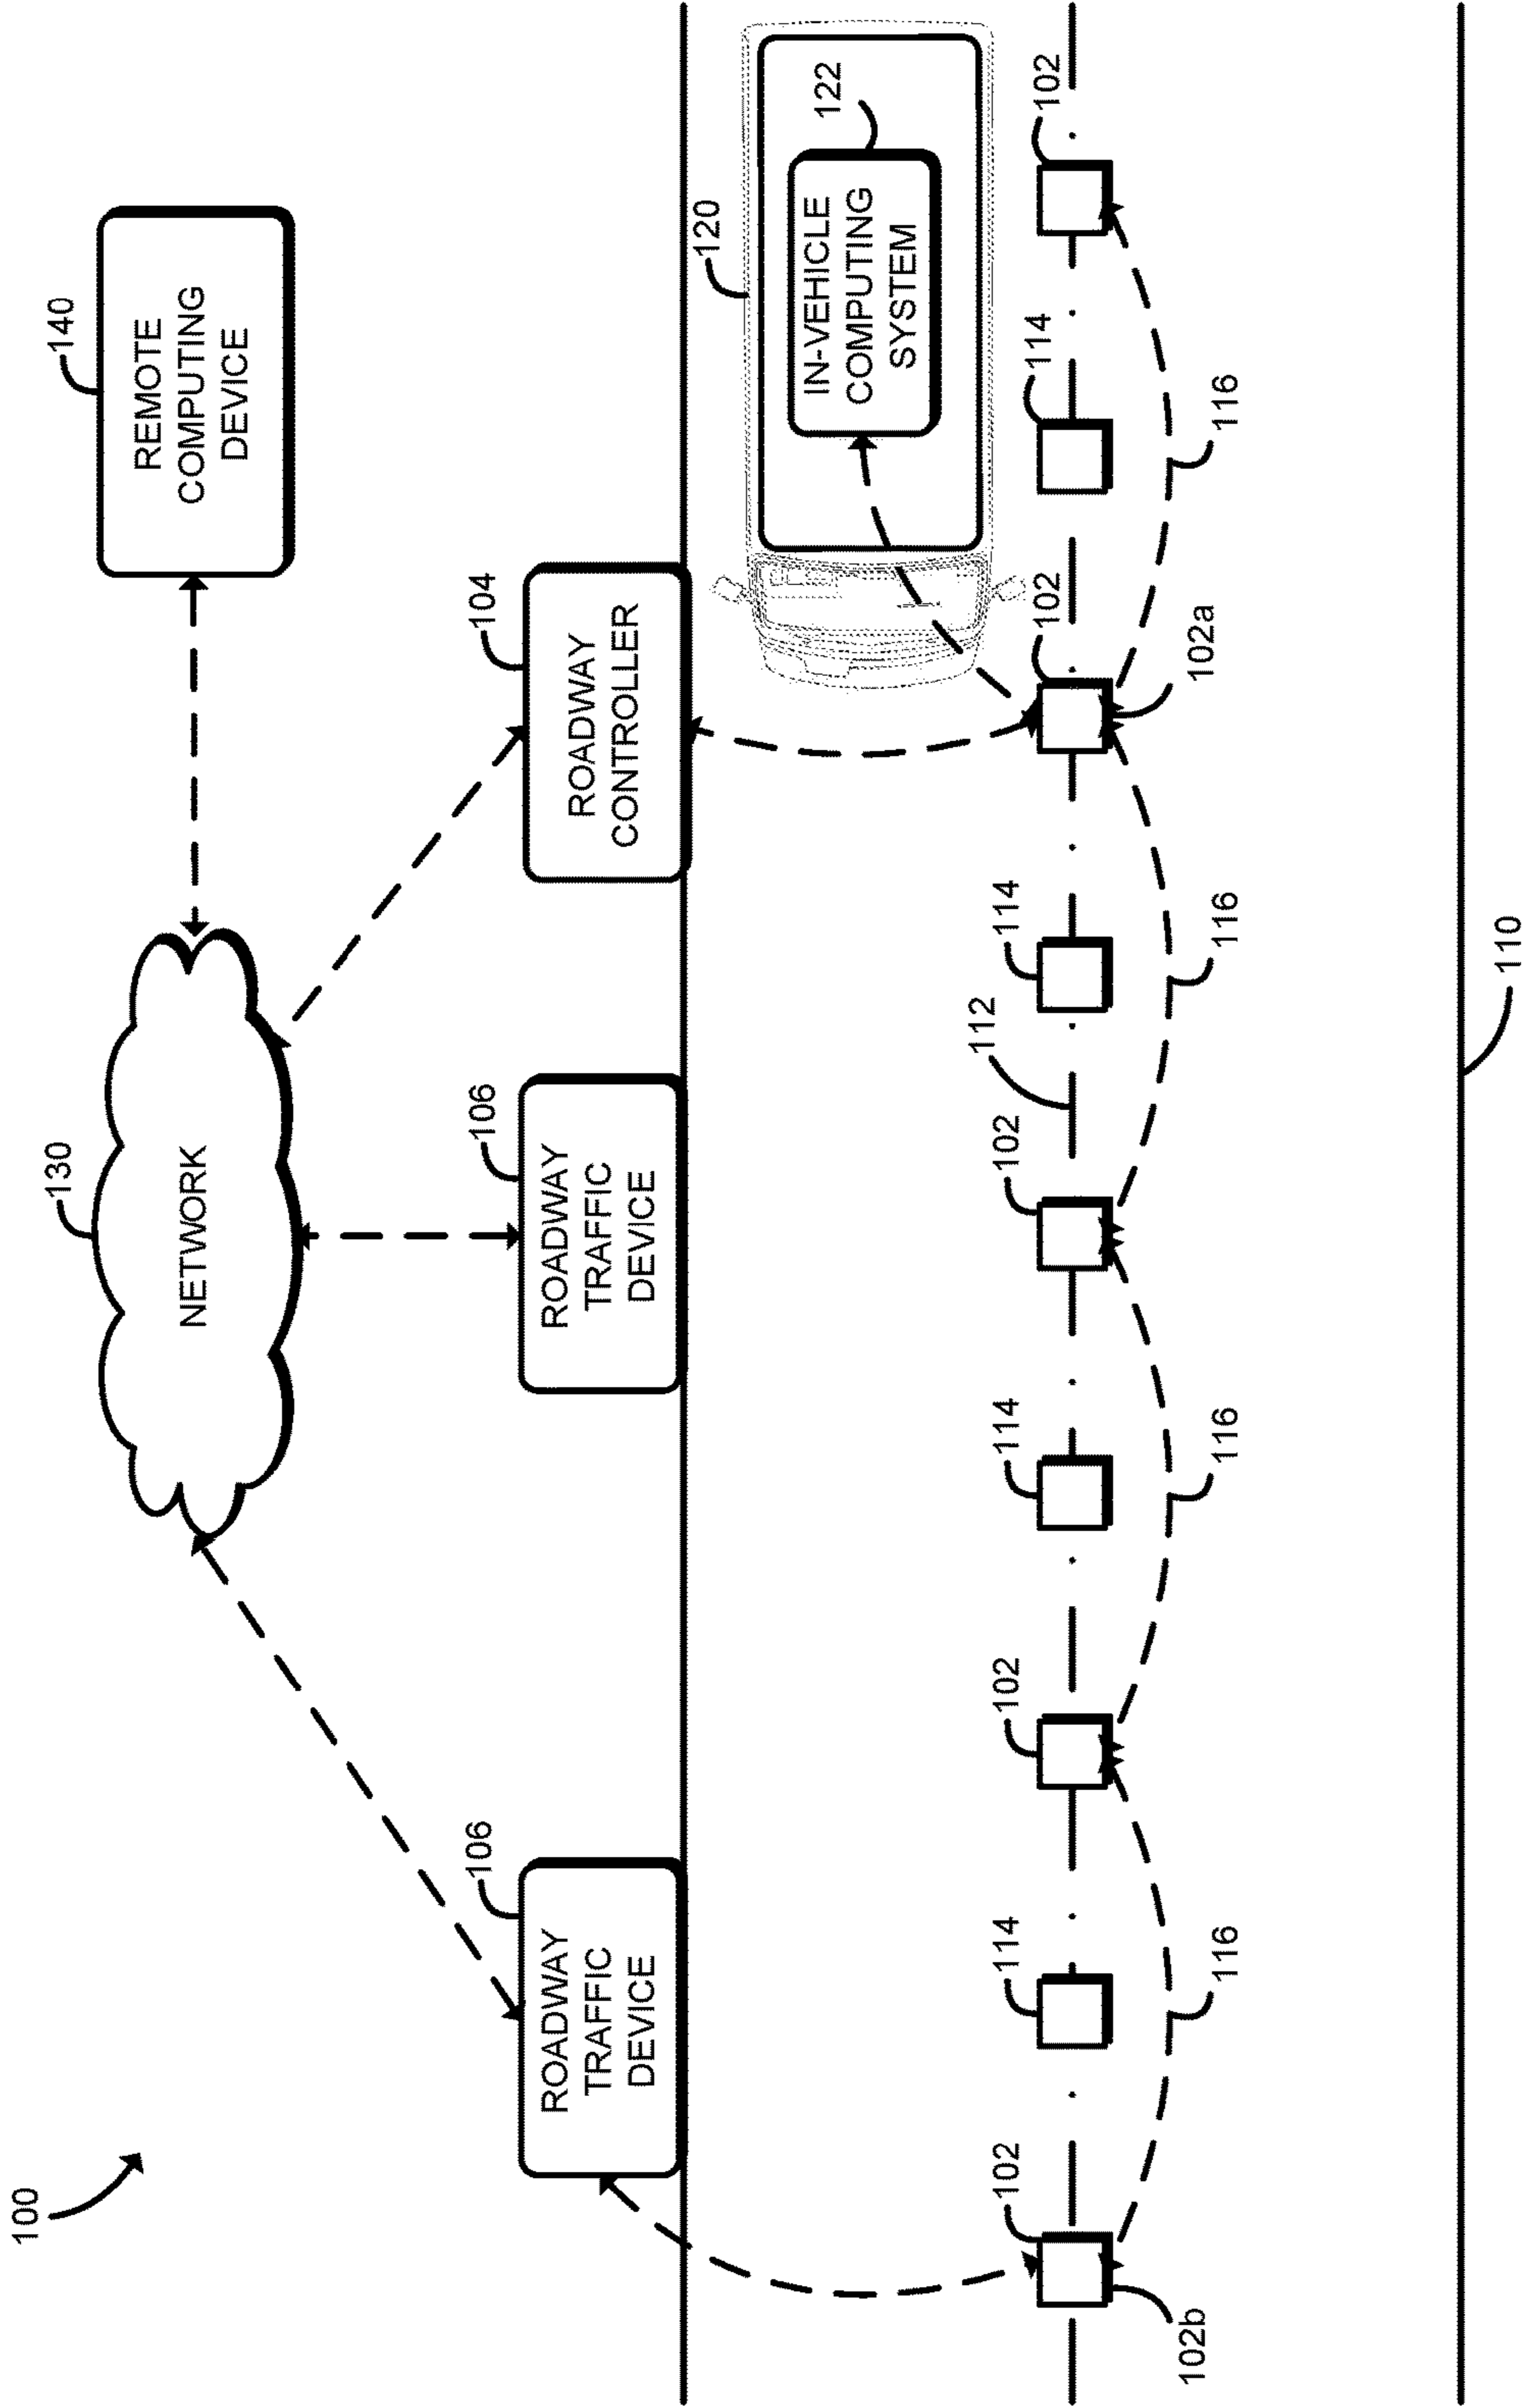 100
130
140
NETWORK
REMOTE
COMPUTING
DEVICE
106
106
104
ROADWAY
TRAFFIC
DEVICE
ROADWAY
TRAFFIC
DEVICE
ROADWAY
CONTROLLER
120
122
IN-VEHICLE
COMPUTING
SYSTEM
102
114
102
114
102
112
114
102
114
102
102b
116
116
116
102a
116
110